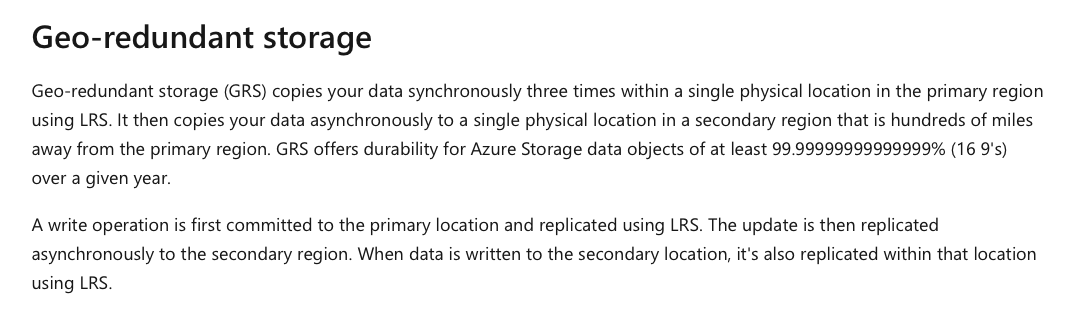 Geo-redundant storage
Geo-redundant storage (GRS) copies your data synchronously three times within a single physical location in the primary region
using LRS. It then copies your data asynchronously to a single physical location in a secondary region that is hundreds of miles
away from the primary region. GRS offers durability for Azure Storage data objects of at least 99.99999999999999% (16 9's)
over a given year.
A write operation is first committed to the primary location and replicated using LRS. The update is then replicated
asynchronously to the secondary region. When data is written to the secondary location, it's also replicated within that location
using LRS.